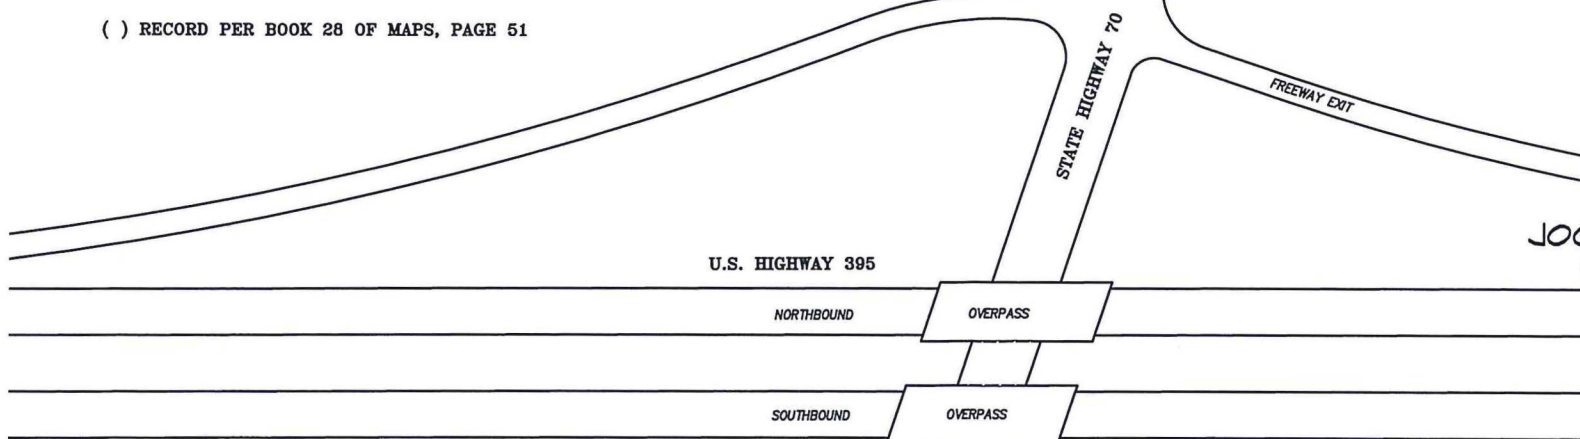 ( ) RECORD PER BOOK 28 OF MAPS, PAGE 51
STATE HIGHWAY 70
FREEWAY EXIT
U.S. HIGHWAY 395
NORTHBOUND
OVERPASS
SOUTHBOUND
OVERPASS